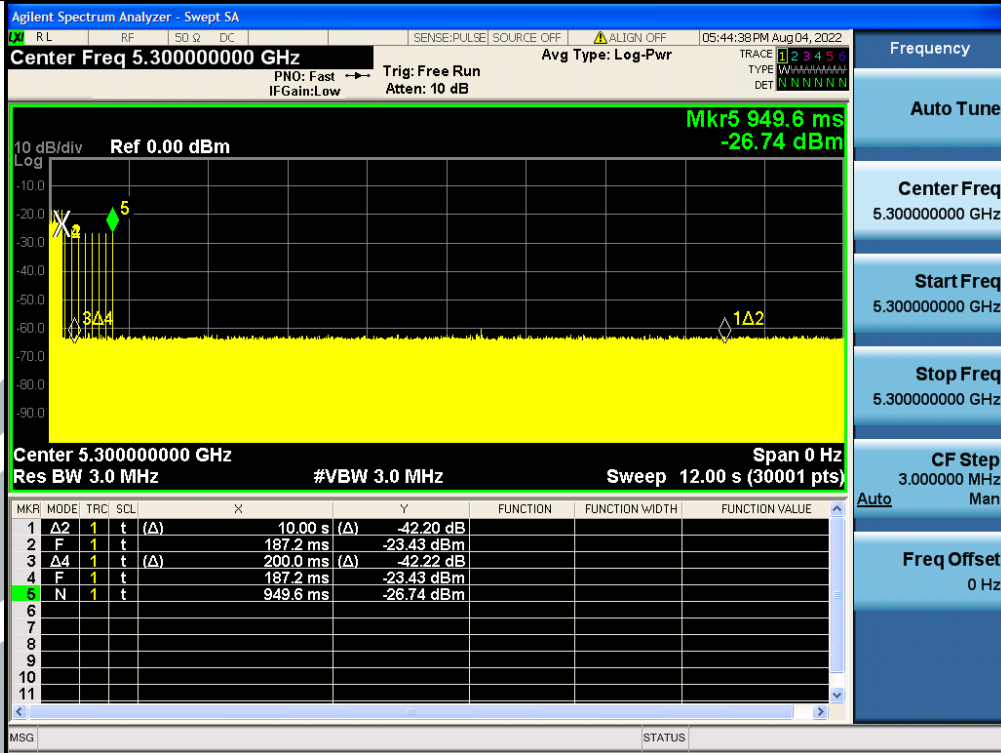 Agilent Spectrum Analyzer - Swept SA
LXI RL RF 50 Ω DC SENSE:PULSE SOURCE OFF ALIGN OFF 05:44:38 PM Aug 04, 2022
Center Freq 5.300000000 GHz
Avg Type: Log-Pwr
TRACE 1 2 3 4 5 6
TYPE W
DET N N N N N N
PNO: Fast
IFGain:Low
Trig: Free Run
Atten: 10 dB
Mkr5 949.6 ms
-26.74 dBm
10 dB/div Ref 0.00 dBm
Log
-10.0
-20.0
-30.0
-40.0
-50.0
-60.0
-70.0
-80.0
-90.0
5
3Δ4
1Δ2
Center 5.300000000 GHz Span 0 Hz
Res BW 3.0 MHz #VBW 3.0 MHz Sweep 12.00 s (30001 pts)
MKR MODE TRC SCL X Y FUNCTION FUNCTION WIDTH FUNCTION VALUE
1 Δ2 1 t (Δ) 10.00 s (Δ) -42.20 dB
2 F 1 t 187.2 ms -23.43 dBm
3 Δ4 1 t (Δ) 200.0 ms (Δ) -42.22 dB
4 F 1 t 187.2 ms -23.43 dBm
5 N 1 t 949.6 ms -26.74 dBm
6
7
8
9
10
11
MSG STATUS
Frequency
Auto Tune
Center Freq
5.300000000 GHz
Start Freq
5.300000000 GHz
Stop Freq
5.300000000 GHz
CF Step
3.000000 MHz
Auto Man
Freq Offset
0 Hz